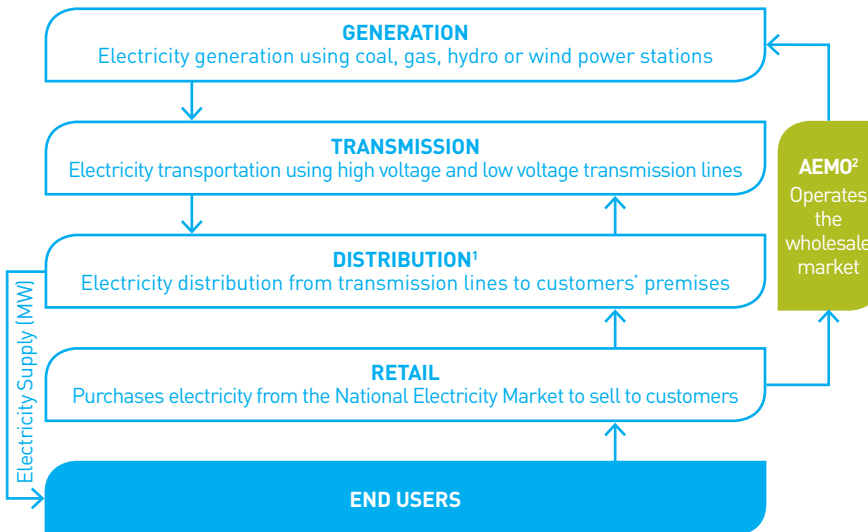 GENERATION
Electricity generation using coal, gas, hydro or wind power stations
TRANSMISSION
Electricity transportation using high voltage and low voltage transmission lines
DISTRIBUTION¹
Electricity distribution from transmission lines to customers’ premises
RETAIL
Purchases electricity from the National Electricity Market to sell to customers
END USERS
Electricity Supply (MW)
AEMO²
Operates
the
wholesale
market